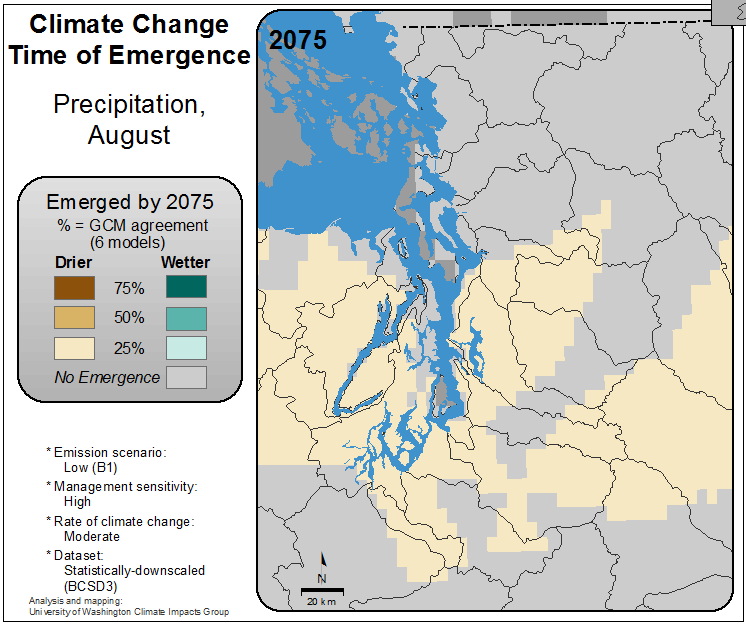 Climate Change
Time of Emergence
Precipitation,
August
Emerged by 2075
% = GCM agreement
(6 models)
Drier Wetter
75%
50%
25%
No Emergence
* Emission scenario:
Low (B1)
* Management sensitivity:
High
* Rate of climate change:
Moderate
* Dataset:
Statistically-downscaled
(BCSD3)
Analysis and mapping:
University of Washington Climate Impacts Group
2075
N
20 km